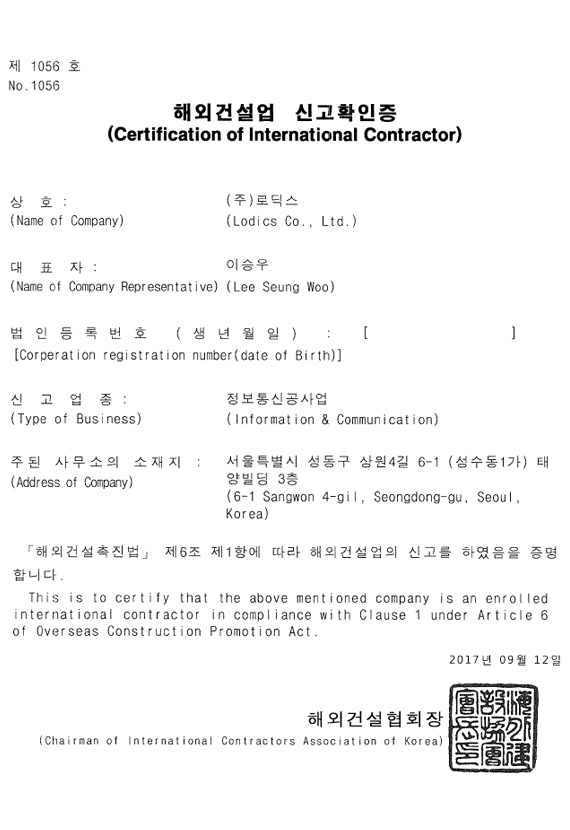 제 1056 호
No.1056
해외건설업 신고확인증
(Certification of International Contractor)
상 호 : (주)로딕스
(Name of Company) (Lodics Co., Ltd.)
대 표 자 : 이승우
(Name of Company Representative) (Lee Seung Woo)
법 인 등 록 번 호 ( 생 년 월 일 ) : [ ]
[Corperation registration number(date of Birth)]
신 고 업 종 : 정보통신공사업
(Type of Business) (Information & Communication)
주된 사무소의 소재지 : 서울특별시 성동구 상원4길 6-1 (성수동1가) 태
양빌딩 3층
(Address of Company) (6-1 Sangwon 4-gil, Seongdong-gu, Seoul,
Korea)
「해외건설촉진법」 제6조 제1항에 따라 해외건설업의 신고를 하였음을 증명
합니다.
This is to certify that the above mentioned company is an enrolled
international contractor in compliance with Clause 1 under Article 6
of Overseas Construction Promotion Act.
2017년 09월 12일
해외건설협회장
(Chairman of International Contractors Association of Korea)